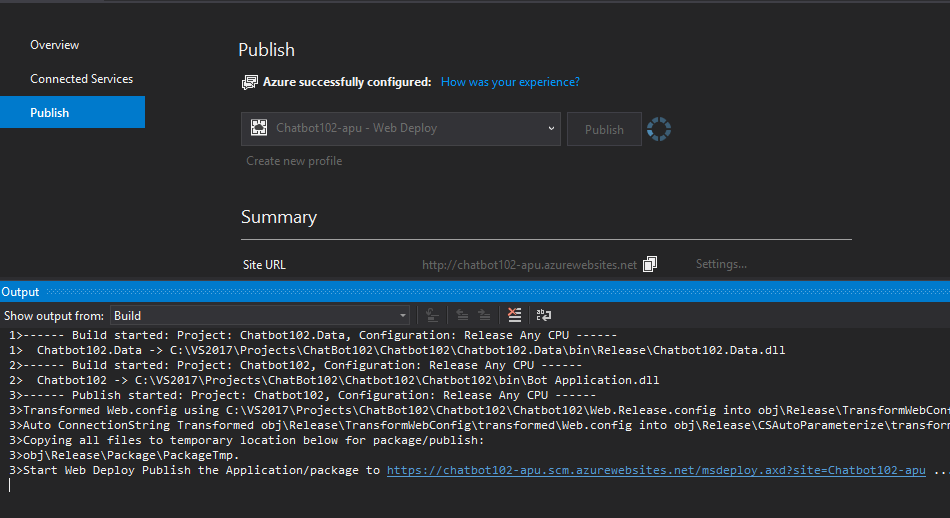 Overview
Publish
Connected Services
Azure successfully configured: How was your experience?
Publish
Chatbot102-apu - Web Deploy
Publish
Create new profile
Summary
Site URL
http://chatbot102-apu.azurewebsites.net
Settings...
Output
Show output from: Build
1>------ Build started: Project: Chatbot102.Data, Configuration: Release Any CPU ------
1>  Chatbot102.Data -> C:\VS2017\Projects\ChatBot102\Chatbot102\Chatbot102.Data\bin\Release\Chatbot102.Data.dll
2>------ Build started: Project: Chatbot102, Configuration: Release Any CPU ------
2>  Chatbot102 -> C:\VS2017\Projects\ChatBot102\Chatbot102\Chatbot102\bin\Bot Application.dll
3>------ Publish started: Project: Chatbot102, Configuration: Release Any CPU ------
3>Transformed Web.config using C:\VS2017\Projects\ChatBot102\Chatbot102\Chatbot102\Web.Release.config into obj\Release\TransformWebConf
3>Auto ConnectionString Transformed obj\Release\TransformWebConfig\transformed\Web.config into obj\Release\CSAutoParameterize\transform
3>Copying all files to temporary location below for package/publish:
3>obj\Release\Package\PackageTmp.
3>Start Web Deploy Publish the Application/package to https://chatbot102-apu.scm.azurewebsites.net/msdeploy.axd?site=Chatbot102-apu ...